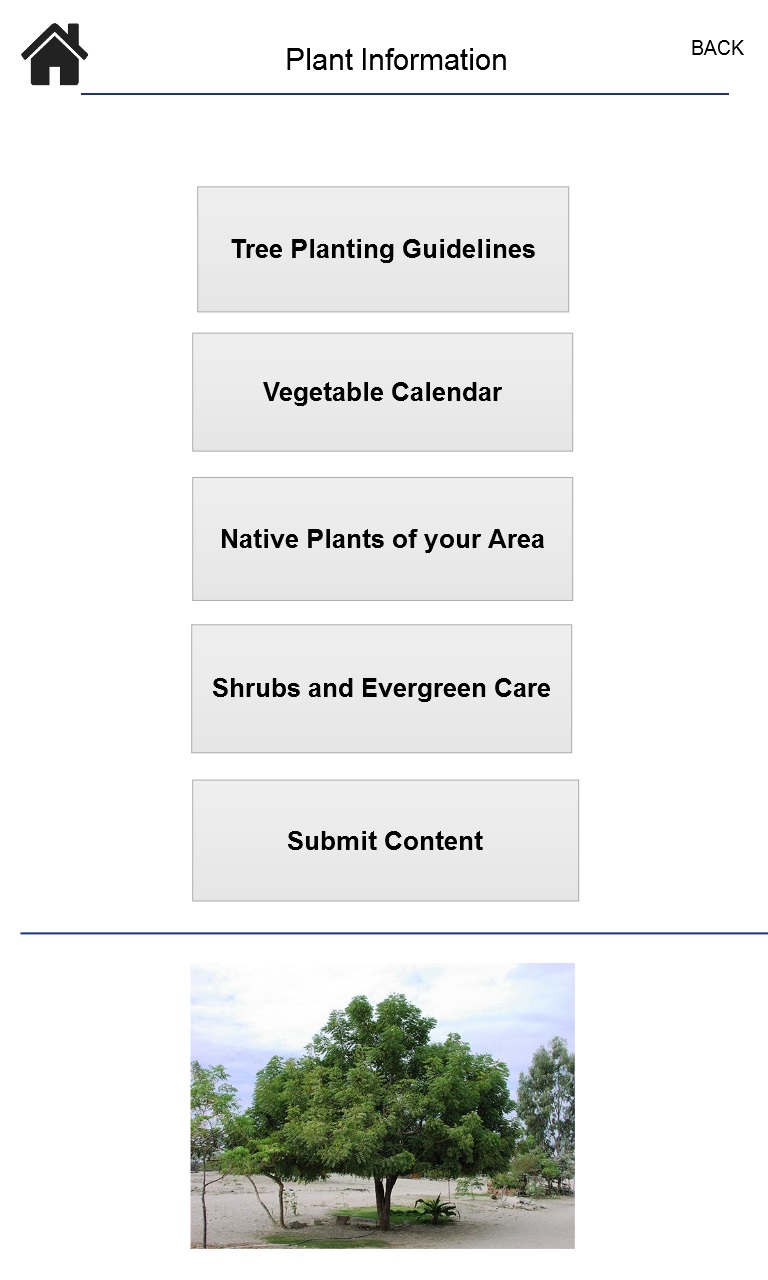 Plant Information
BACK
Tree Planting Guidelines
Vegetable Calendar
Native Plants of your Area
Shrubs and Evergreen Care
Submit Content